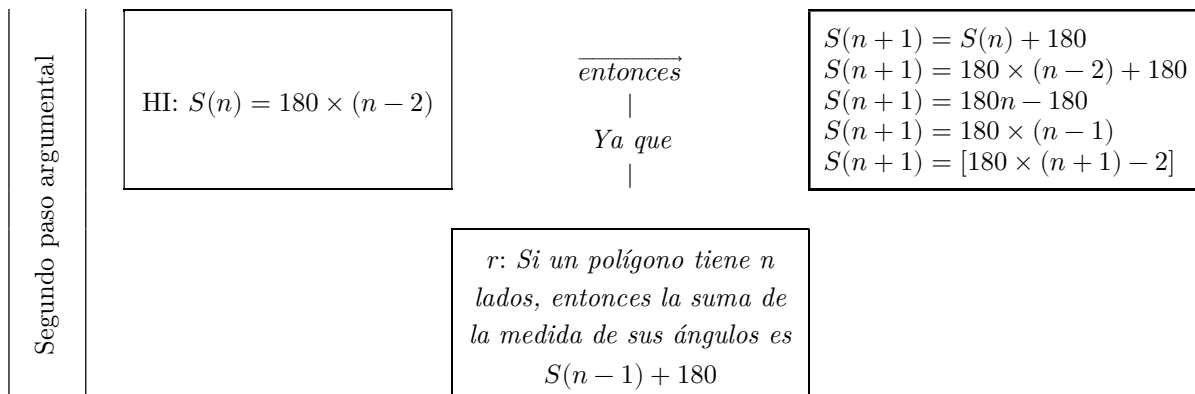 Segundo paso argumental
HI: S(n) = 180 × (n − 2)
entonces
|
Ya que
|
S(n + 1) = S(n) + 180
S(n + 1) = 180 × (n − 2) + 180
S(n + 1) = 180n − 180
S(n + 1) = 180 × (n − 1)
S(n + 1) = [180 × (n + 1) − 2]
r: Si un polígono tiene n
lados, entonces la suma de
la medida de sus ángulos es
S(n − 1) + 180